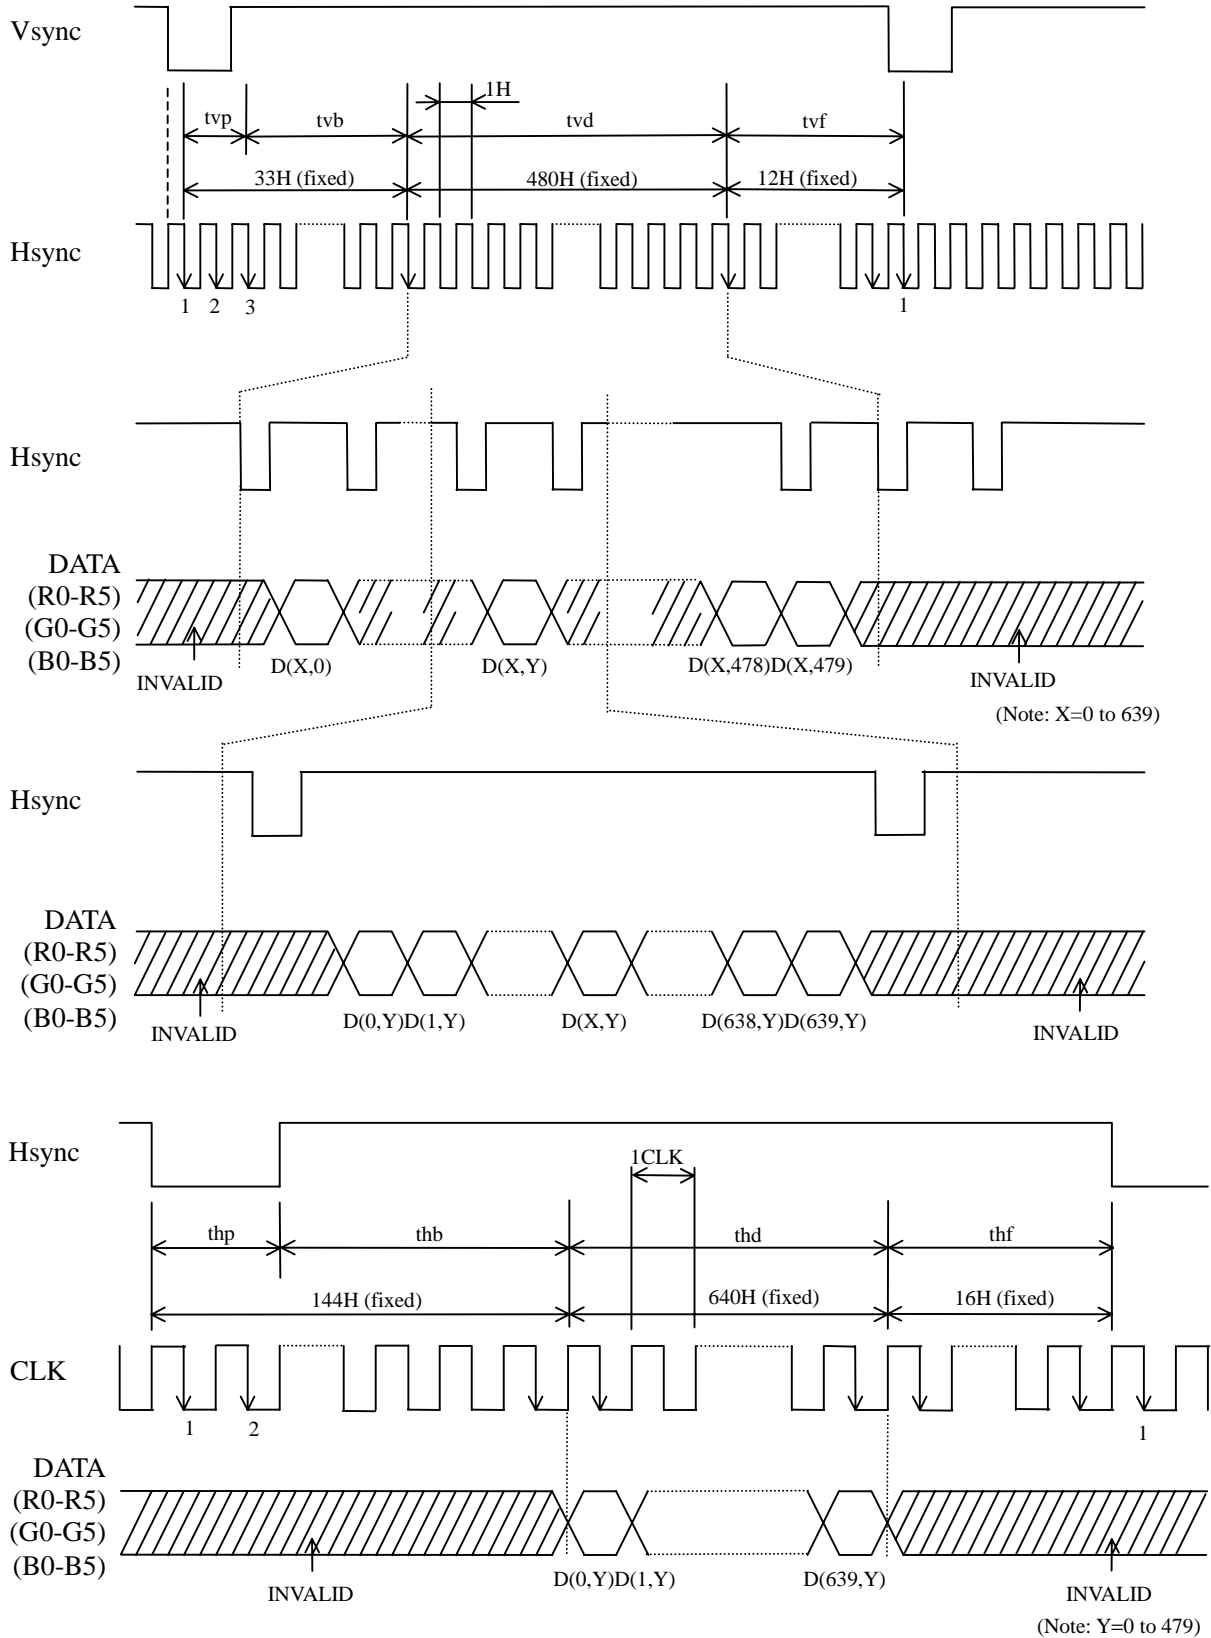 Vsync
1H
tvp tvb tvd tvf
33H (fixed) 480H (fixed) 12H (fixed)
Hsync
1 2 3 1
Hsync
DATA
(R0-R5)
(G0-G5)
(B0-B5)
D(X,0) D(X,Y) D(X,478)D(X,479)
INVALID INVALID
(Note: X=0 to 639)
Hsync
DATA
(R0-R5)
(G0-G5)
(B0-B5)
D(0,Y)D(1,Y) D(X,Y) D(638,Y)D(639,Y)
INVALID INVALID
Hsync
1CLK
thp thb thd thf
144H (fixed) 640H (fixed) 16H (fixed)
CLK
1 2 1
DATA
(R0-R5)
(G0-G5)
(B0-B5)
D(0,Y)D(1,Y) D(639,Y)
INVALID INVALID
(Note: Y=0 to 479)